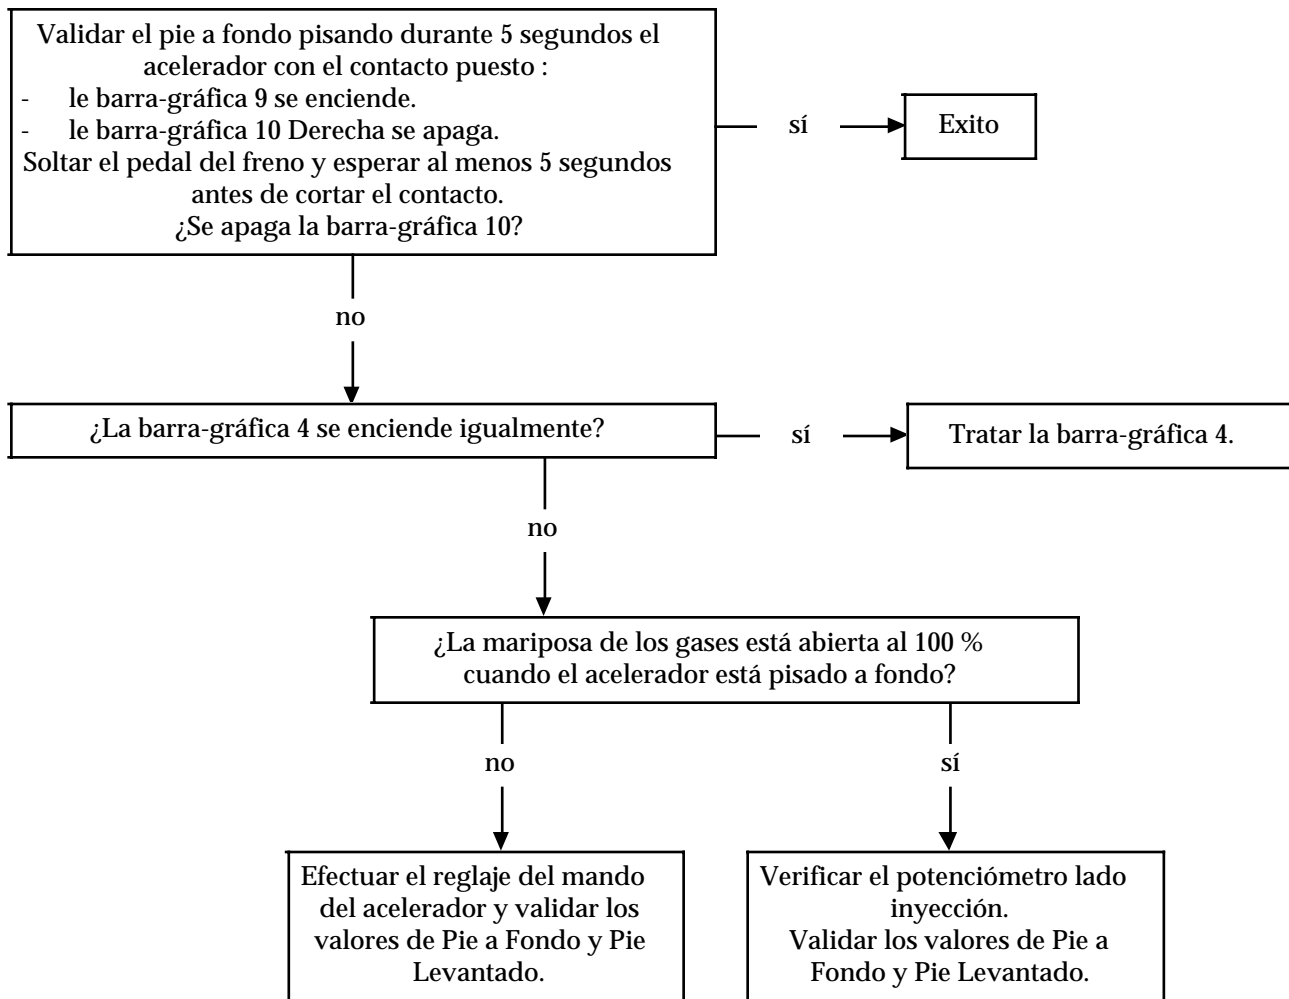 Validar el pie a fondo pisando durante 5 segundos el
acelerador con el contacto puesto :
- le barra-gráfica 9 se enciende.
- le barra-gráfica 10 Derecha se apaga.
Soltar el pedal del freno y esperar al menos 5 segundos
antes de cortar el contacto.
¿Se apaga la barra-gráfica 10?
sí
Exito
no
¿La barra-gráfica 4 se enciende igualmente?
sí
Tratar la barra-gráfica 4.
no
¿La mariposa de los gases está abierta al 100 %
cuando el acelerador está pisado a fondo?
no
sí
Efectuar el reglaje del mando
del acelerador y validar los
valores de Pie a Fondo y Pie
Levantado.
Verificar el potenciómetro lado
inyección.
Validar los valores de Pie a
Fondo y Pie Levantado.